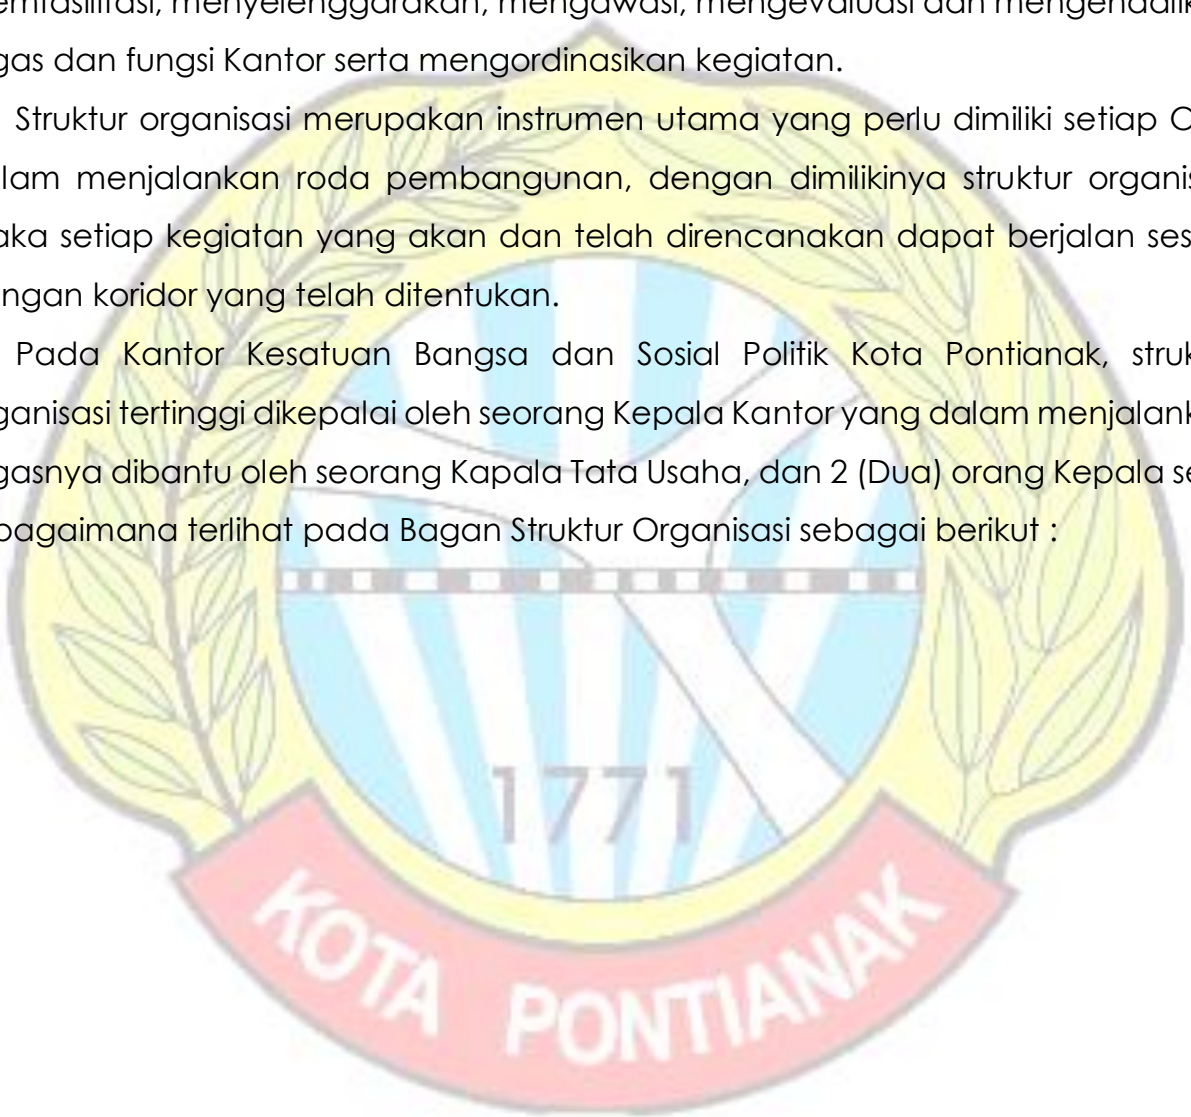 emfasilitasi, menyelenggarakan, mengawasi, mengevaluasi dan mengendalik
gas dan fungsi Kantor serta mengordinasikan kegiatan.
Struktur organisasi merupakan instrumen utama yang perlu dimiliki setiap O
lam menjalankan roda pembangunan, dengan dimilikinya struktur organis
aka setiap kegiatan yang akan dan telah direncanakan dapat berjalan ses
ngan koridor yang telah ditentukan.
Pada Kantor Kesatuan Bangsa dan Sosial Politik Kota Pontianak, struk
ganisasi tertinggi dikepalai oleh seorang Kepala Kantor yang dalam menjalank
gasnya dibantu oleh seorang Kapala Tata Usaha, dan 2 (Dua) orang Kepala se
bagaimana terlihat pada Bagan Struktur Organisasi sebagai berikut :
1771
KOTA PONTIANAK